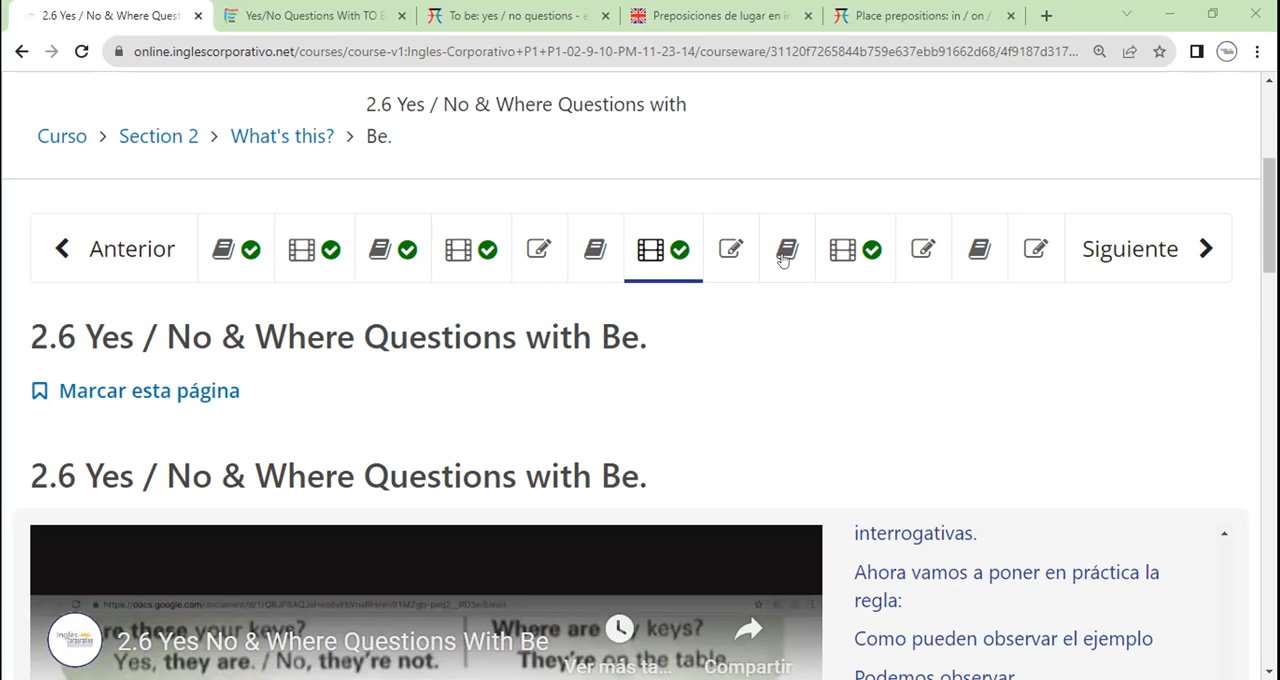 2.6 Yes / No & Where Quest
Yes/No Questions With TO B
To be: yes / no questions - e
Preposiciones de lugar en in
Place prepositions: in / on /
online.inglescorporativo.net/courses/course-v1:Ingles-Corporativo+P1+P1-02-9-10-PM-11-23-14/courseware/31120f7265844b759e637ebb91662d68/4f9187d317...
2.6 Yes / No & Where Questions with
Curso > Section 2 > What's this? > Be.
Anterior
Siguiente
2.6 Yes / No & Where Questions with Be.
Marcar esta página
2.6 Yes / No & Where Questions with Be.
interrogativas.
Ahora vamos a poner en práctica la
regla:
Como pueden observar el ejemplo
Podemos observar
re these your keys?
Where are y keys?
2.6 Yes No & Where Questions With Be
Yes, they are. / No, they're not.
They're on the table
Ver más ta...
Compartir